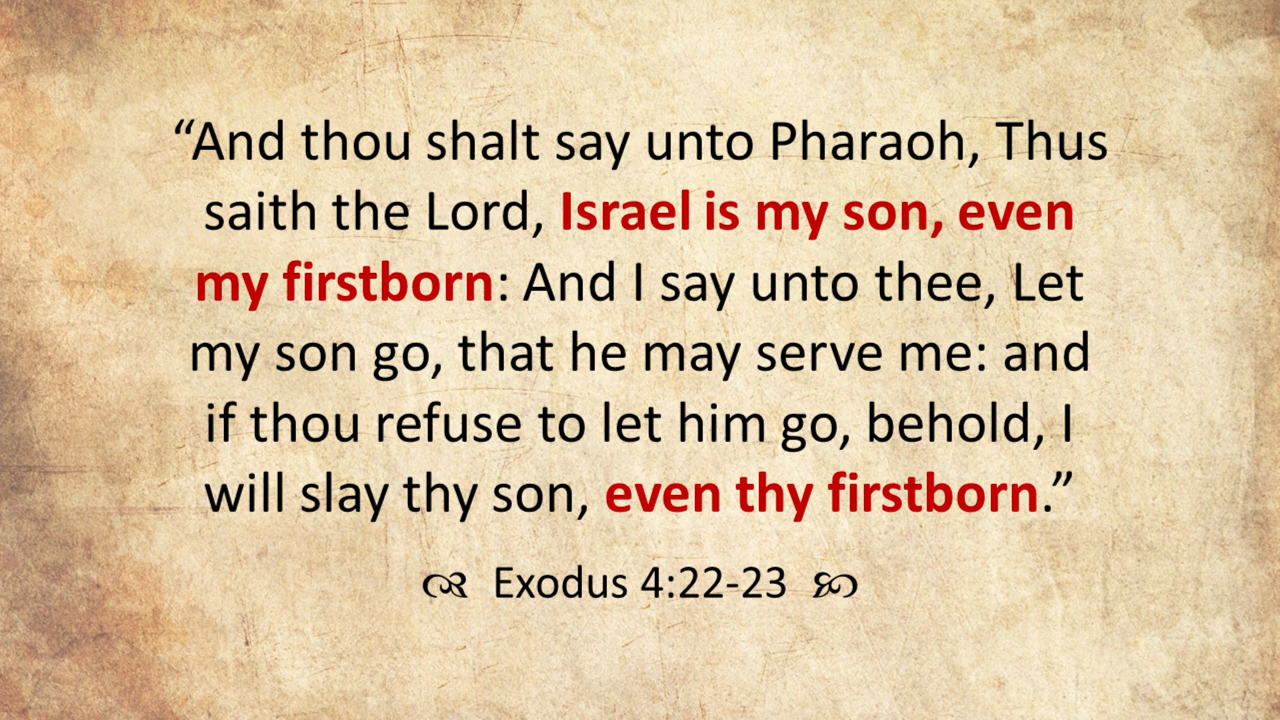 “And thou shalt say unto Pharaoh, Thus
saith the Lord, Israel is my son, even
my firstborn: And I say unto thee, Let
my son go, that he may serve me: and
if thou refuse to let him go, behold, I
will slay thy son, even thy firstborn.”
Exodus 4:22-23